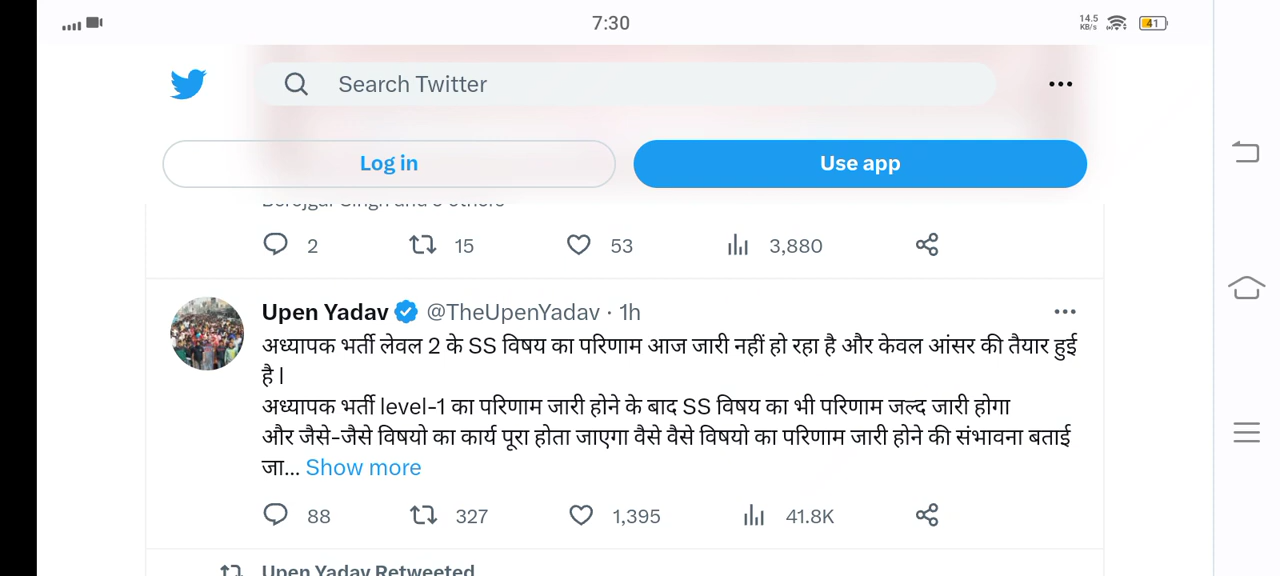 7:30
14.5
KB/s
41
Search Twitter
Log in
Use app
2 15 53 3,880
Upen Yadav @TheUpenYadav · 1h
अध्यापक भर्ती लेवल 2 के SS विषय का परिणाम आज जारी नहीं हो रहा है और केवल आंसर की तैयार हुई
है |
अध्यापक भर्ती level-1 का परिणाम जारी होने के बाद SS विषय का भी परिणाम जल्द जारी होगा
और जैसे-जैसे विषयो का कार्य पूरा होता जाएगा वैसे वैसे विषयो का परिणाम जारी होने की संभावना बताई
जा... Show more
88 327 1,395 41.8K
Upen Yadav Retweeted